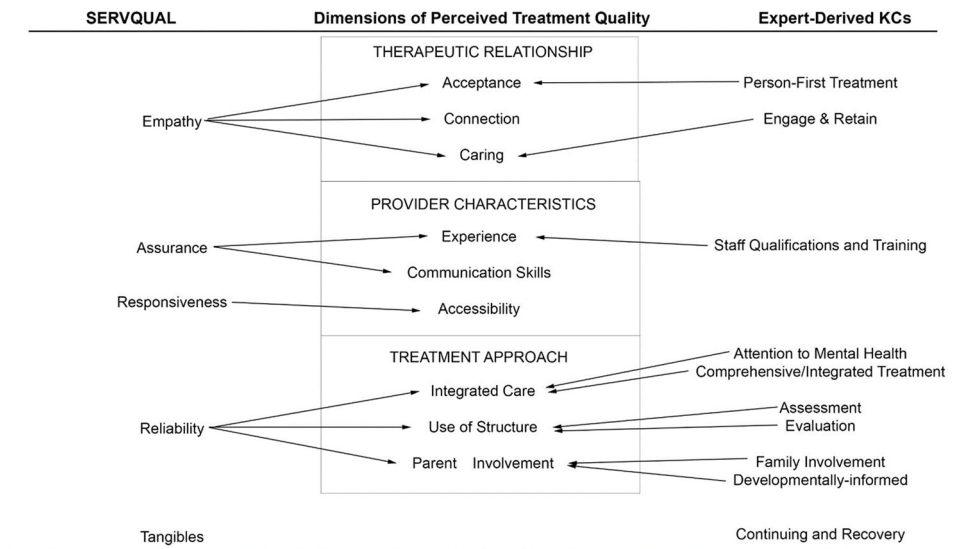 SERVQUAL Dimensions of Perceived Treatment Quality Expert-Derived KCs
THERAPEUTIC RELATIONSHIP
Acceptance Person-First Treatment
Empathy Connection Engage & Retain
Caring
PROVIDER CHARACTERISTICS
Assurance Experience Staff Qualifications and Training
Communication Skills
Responsiveness Accessibility
TREATMENT APPROACH Attention to Mental Health
Comprehensive/Integrated Treatment
Integrated Care
Assessment
Reliability Use of Structure Evaluation
Parent Involvement Family Involvement
Developmentally-informed
Tangibles Continuing and Recovery